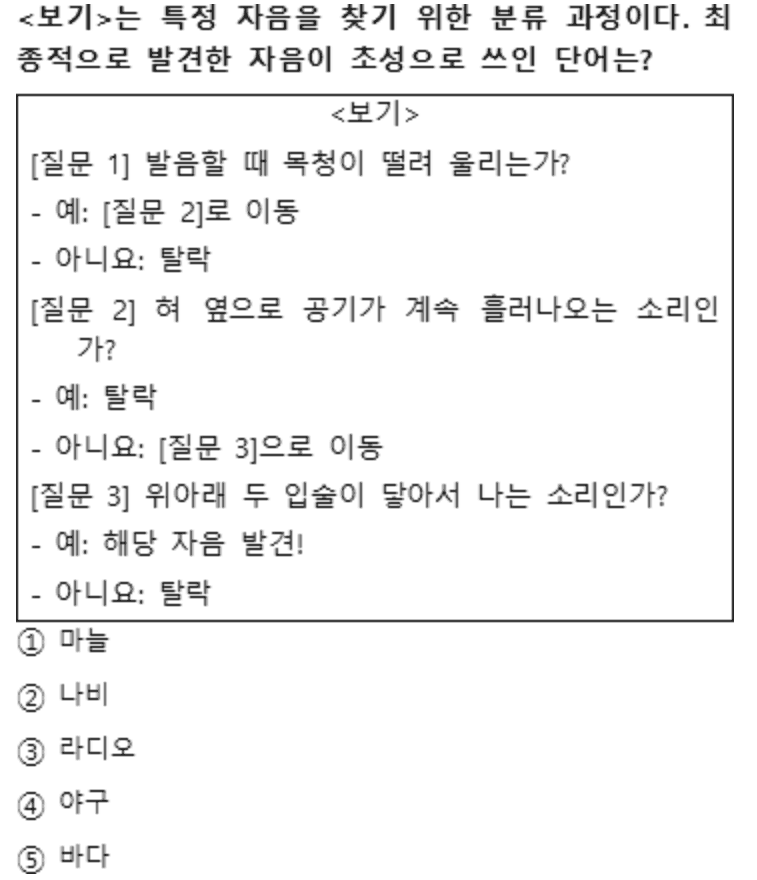 <보기>는 특정 자음을 찾기 위한 분류 과정이다. 최
종적으로 발견한 자음이 초성으로 쓰인 단어는?
<보기>
[질문 1] 발음할 때 목청이 떨려 울리는가?
- 예: [질문 2]로 이동
- 아니요: 탈락
[질문 2] 혀 옆으로 공기가 계속 흘러나오는 소리인
가?
- 예: 탈락
- 아니요: [질문 3]으로 이동
[질문 3] 위아래 두 입술이 닿아서 나는 소리인가?
- 예: 해당 자음 발견!
- 아니요: 탈락
① 마늘
② 나비
③ 라디오
④ 야구
⑤ 바다